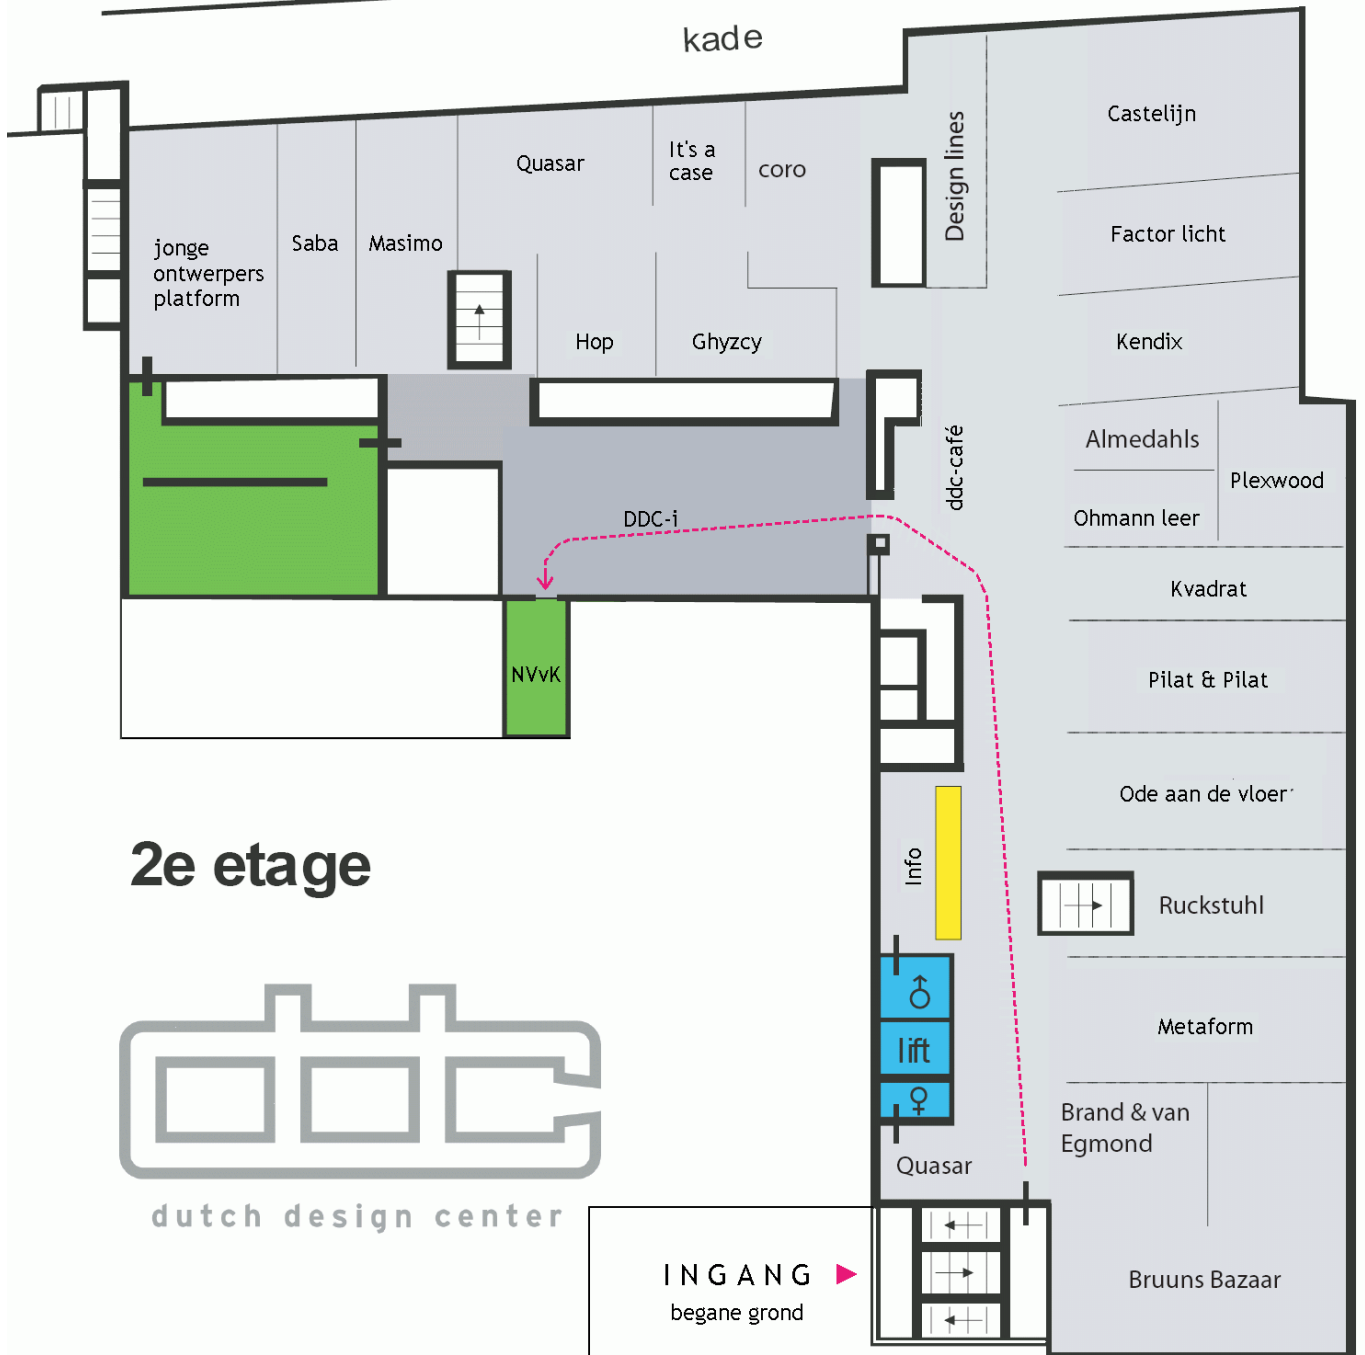 kade
Castelijn
Design lines
It's a
case
coro
Quasar
Factor licht
jonge
ontwerpers
platform
Saba
Masimo
Hop
Ghyzcy
Kendix
Almedahls
Plexwood
ddc-café
DDC-i
Ohmann leer
Kvadrat
NVvK
Pilat & Pilat
Ode aan de vloer
2e etage
Info
Ruckstuhl
lift
Metaform
Brand & van
Egmond
Quasar
ddc
dutch design center
INGANG
begane grond
Bruuns Bazaar